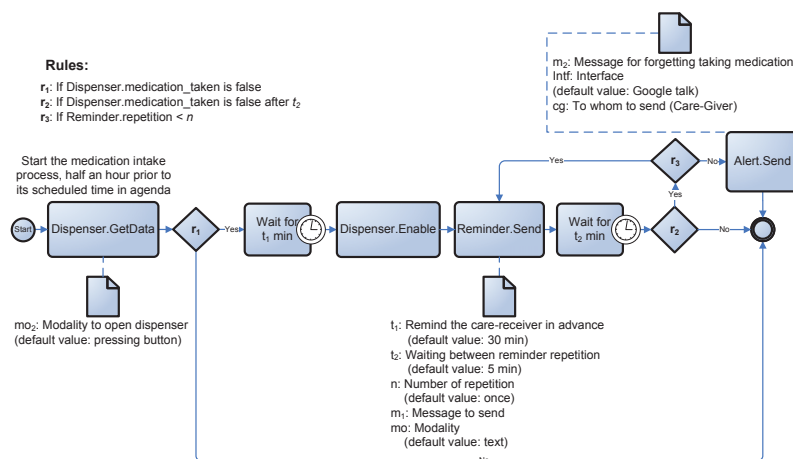 Rules:
r₁: If Dispenser.medication_taken is false
r₂: If Dispenser.medication_taken is false after t₂
r₃: If Reminder.repetition < n
m₂: Message for forgetting taking medication
Intf: Interface
(default value: Google talk)
cg: To whom to send (Care-Giver)
Start the medication intake
process, half an hour prior to
its scheduled time in agenda
Start
Dispenser.GetData
r₁
Yes
Wait for
t₁ min
Dispenser.Enable
Reminder.Send
Wait for
t₂ min
r₂
No
Yes
r₃
Yes
No
Alert.Send
mo₂: Modality to open dispenser
(default value: pressing button)
t₁: Remind the care-receiver in advance
(default value: 30 min)
t₂: Waiting between reminder repetition
(default value: 5 min)
n: Number of repetition
(default value: once)
m₁: Message to send
mo: Modality
(default value: text)